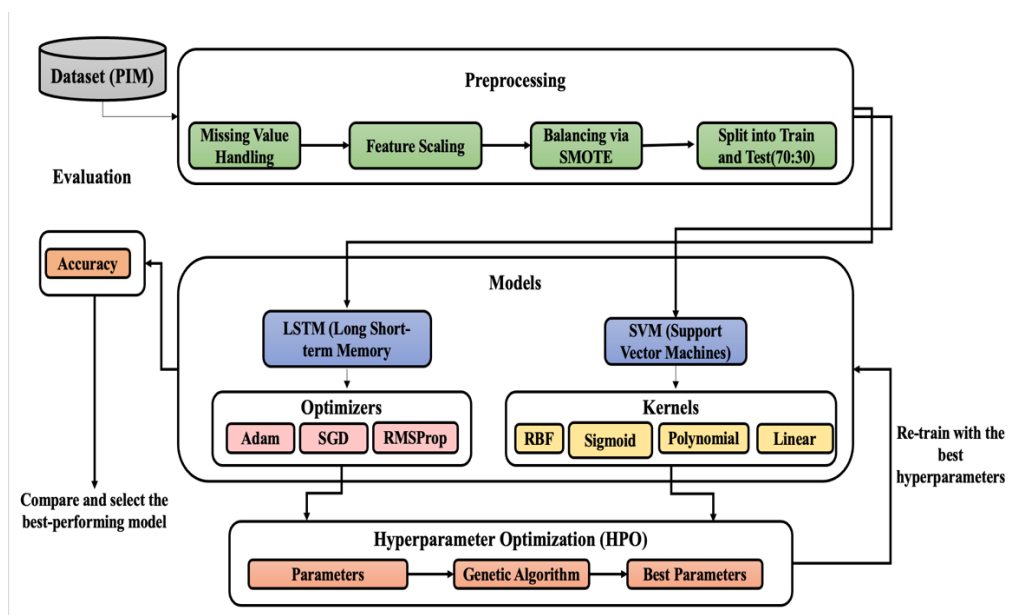 Dataset (PIM)
Preprocessing
Missing Value
Handling
Feature Scaling
Balancing via
SMOTE
Split into Train
and Test(70:30)
Evaluation
Accuracy
Models
LSTM (Long Short-
term Memory
SVM (Support
Vector Machines)
Optimizers
Adam
SGD
RMSProp
Kernels
RBF
Sigmoid
Polynomial
Linear
Re-train with the
best
hyperparameters
Compare and select the
best-performing model
Hyperparameter Optimization (HPO)
Parameters
Genetic Algorithm
Best Parameters